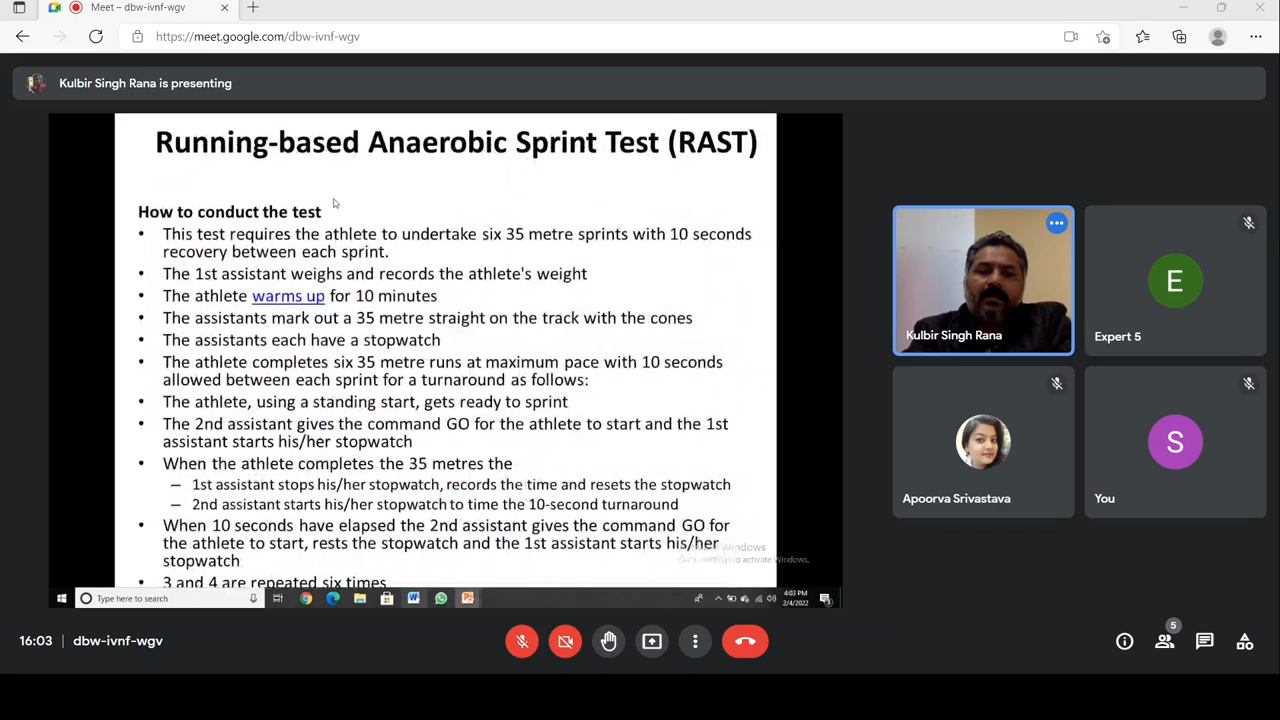 Meet – dbw-ivnf-wgv
https://meet.google.com/dbw-ivnf-wgv
Kulbir Singh Rana is presenting
Running-based Anaerobic Sprint Test (RAST)
How to conduct the test
• This test requires the athlete to undertake six 35 metre sprints with 10 seconds
recovery between each sprint.
• The 1st assistant weighs and records the athlete's weight
• The athlete warms up for 10 minutes
• The assistants mark out a 35 metre straight on the track with the cones
• The assistants each have a stopwatch
• The athlete completes six 35 metre runs at maximum pace with 10 seconds
allowed between each sprint for a turnaround as follows:
• The athlete, using a standing start, gets ready to sprint
• The 2nd assistant gives the command GO for the athlete to start and the 1st
assistant starts his/her stopwatch
• When the athlete completes the 35 metres the
– 1st assistant stops his/her stopwatch, records the time and resets the stopwatch
– 2nd assistant starts his/her stopwatch to time the 10-second turnaround
• When 10 seconds have elapsed the 2nd assistant gives the command GO for
the athlete to start, rests the stopwatch and the 1st assistant starts his/her
stopwatch
• 3 and 4 are repeated six times
Windows
to activate Windows.
Type here to search
4:03 PM
2/4/2022
Kulbir Singh Rana
E
Expert 5
Apoorva Srivastava
S
You
16:03
dbw-ivnf-wgv
5